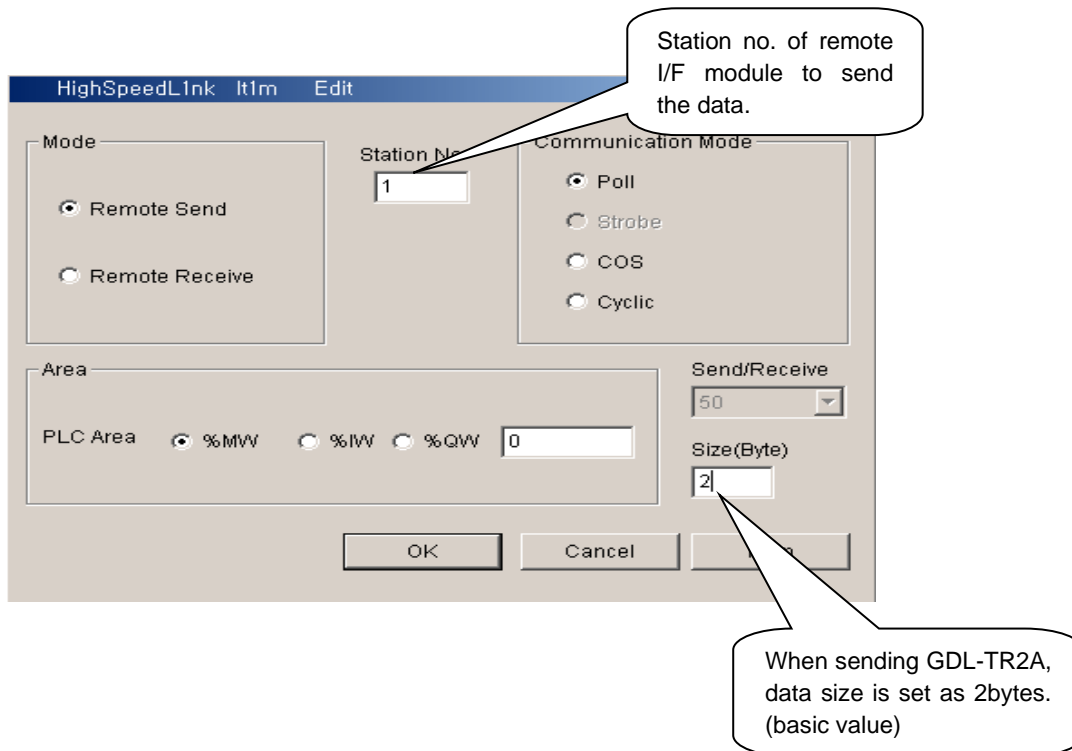 Station no. of remote
I/F module to send
the data.
HighSpeedL1nk It1m Edit
Mode
Remote Send
Remote Receive
Station No
1
Communication Mode
Poll
Strobe
COS
Cyclic
Area
PLC Area %MW %IW %QW 0
Send/Receive
50
Size(Byte)
2
OK Cancel
When sending GDL-TR2A,
data size is set as 2bytes.
(basic value)